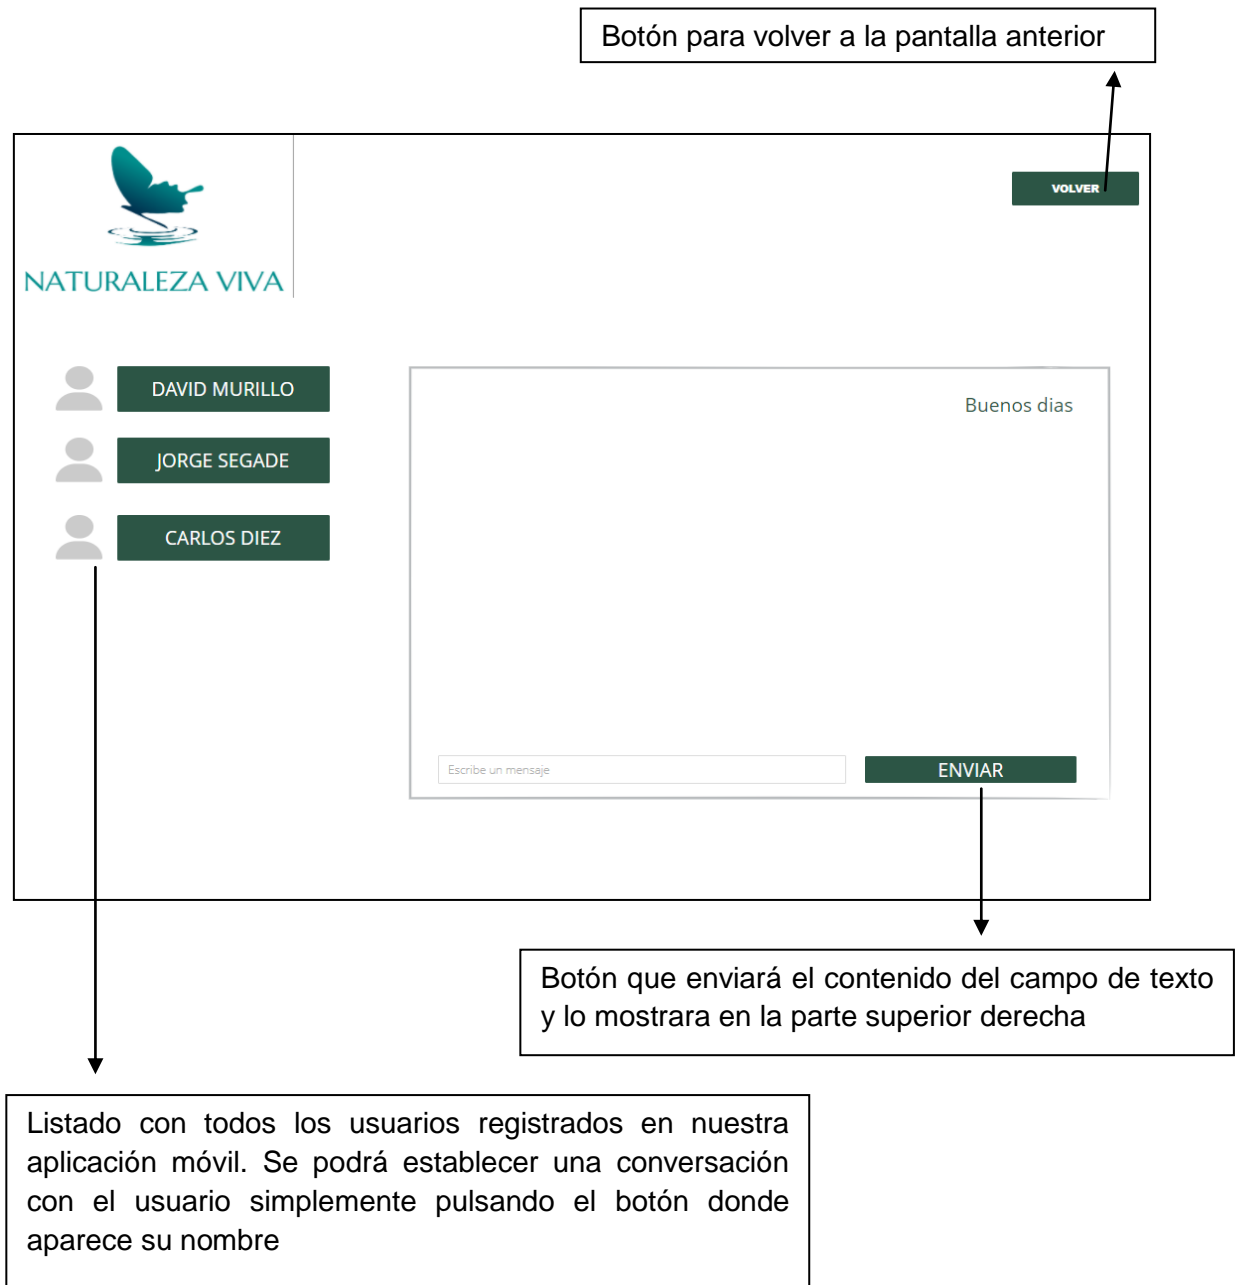 Botón para volver a la pantalla anterior
VOLVER
NATURALEZA VIVA
DAVID MURILLO
JORGE SEGADE
CARLOS DIEZ
Buenos dias
Escribe un mensaje
ENVIAR
Botón que enviará el contenido del campo de texto
y lo mostrara en la parte superior derecha
Listado con todos los usuarios registrados en nuestra
aplicación móvil. Se podrá establecer una conversación
con el usuario simplemente pulsando el botón donde
aparece su nombre